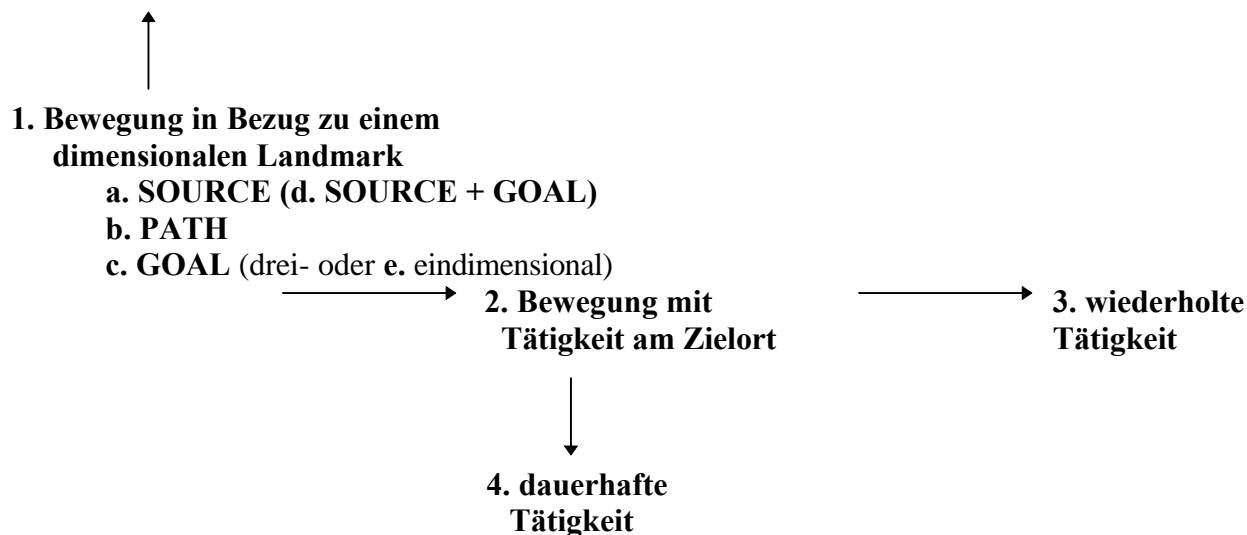 1. Bewegung in Bezug zu einem
dimensionalen Landmark
a. SOURCE (d. SOURCE + GOAL)
b. PATH
c. GOAL (drei- oder e. eindimensional)
2. Bewegung mit
Tätigkeit am Zielort
3. wiederholte
Tätigkeit
4. dauerhafte
Tätigkeit